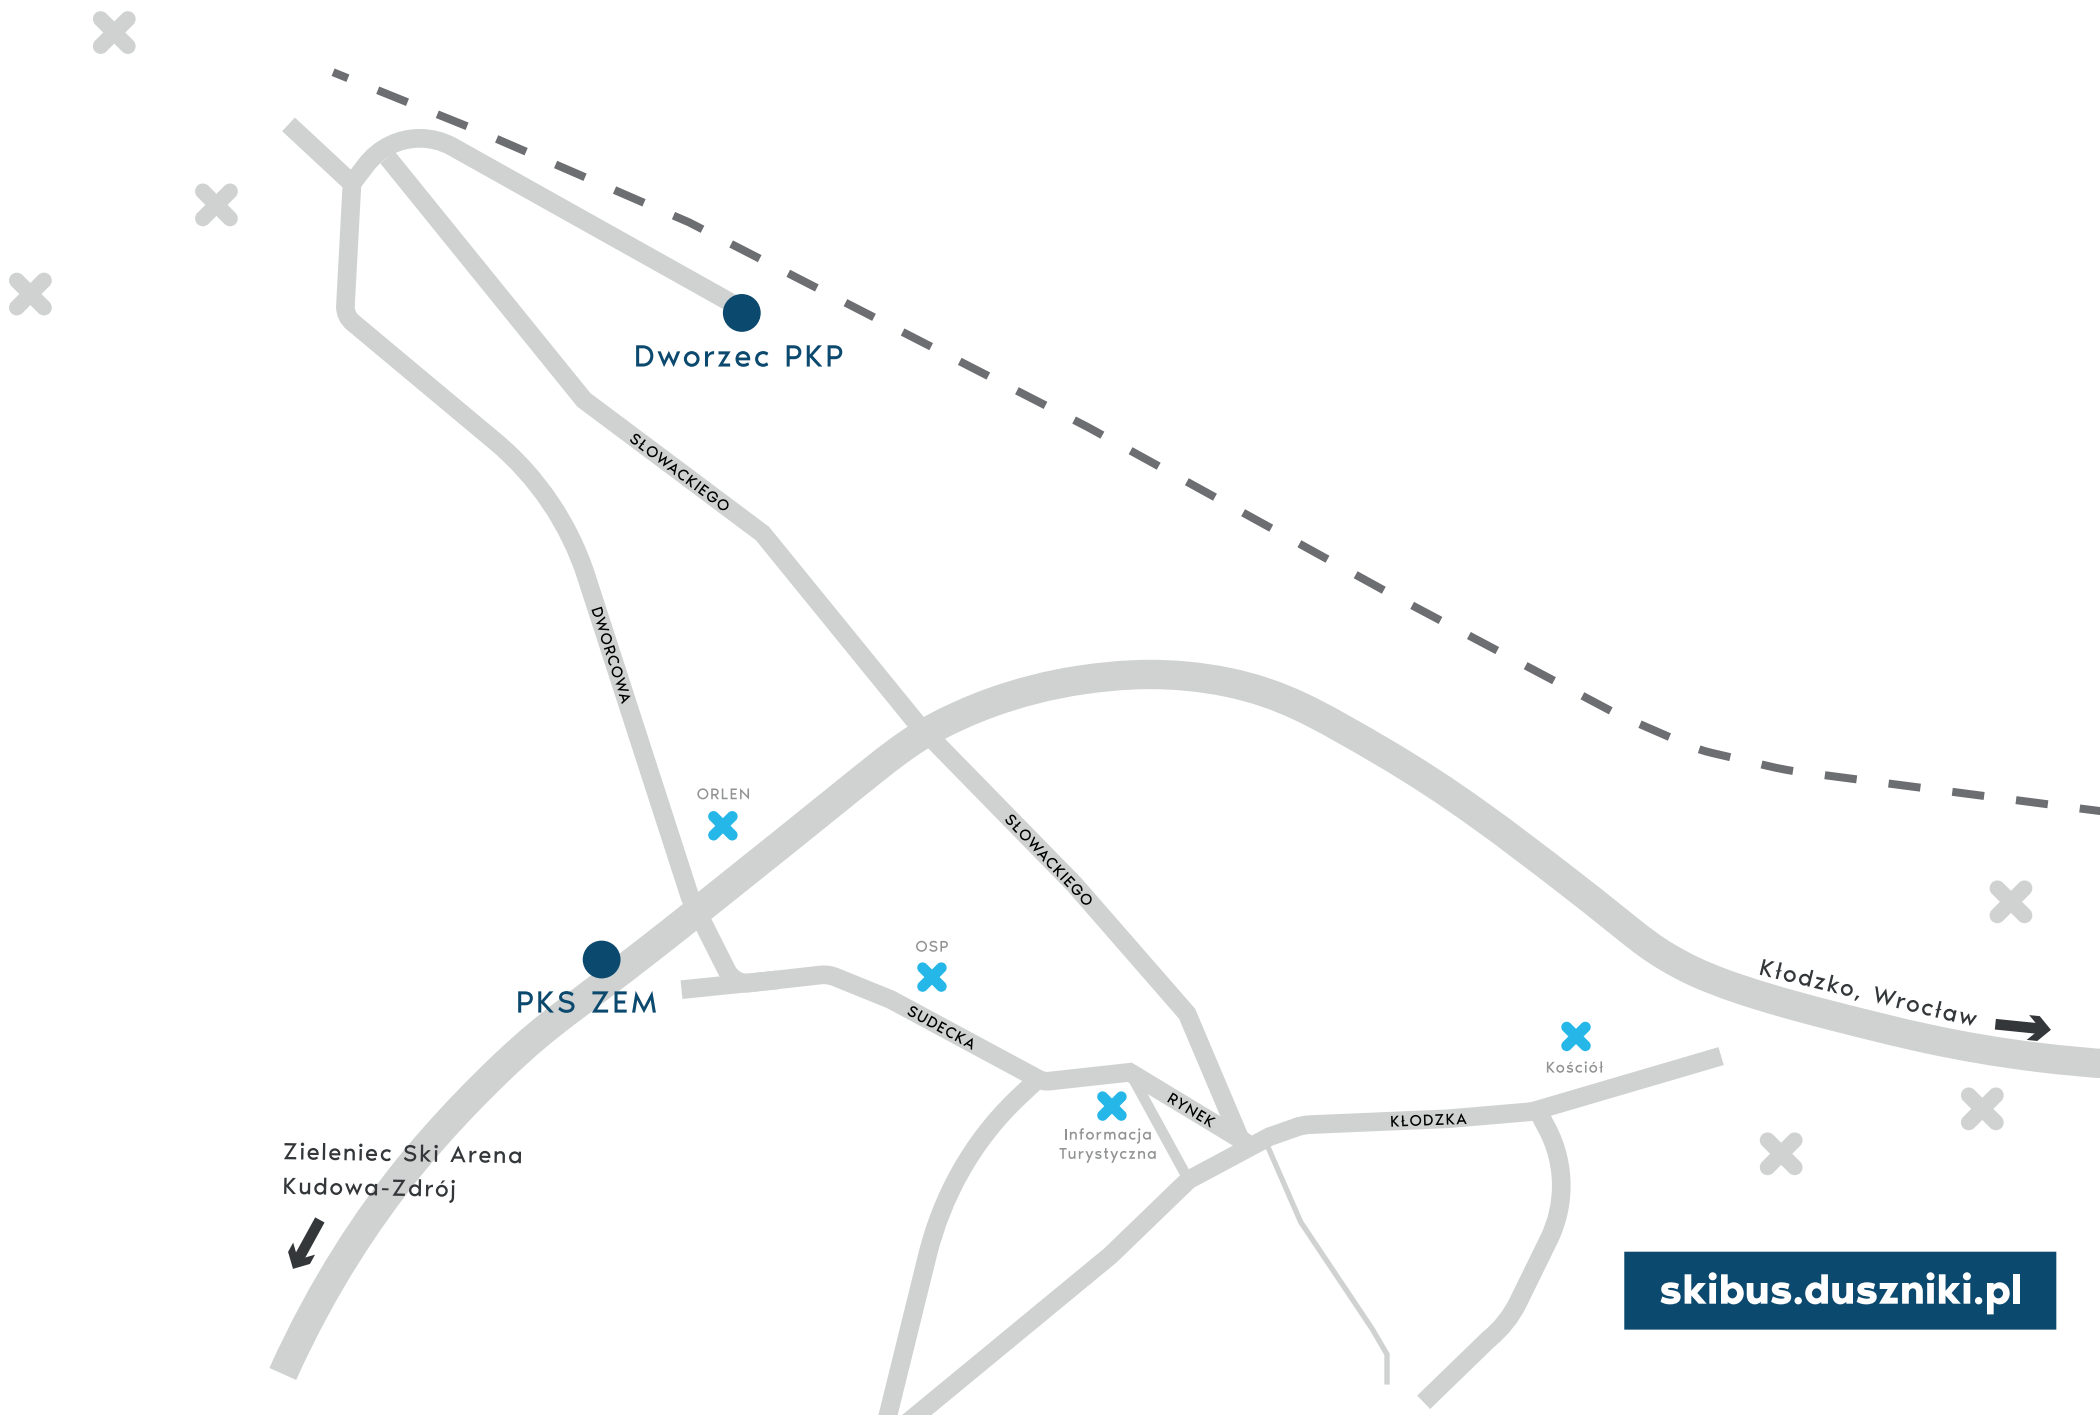 Dworzec PKP
SŁOWACKIEGO
DWORCOWA
ORLEN
SŁOWACKIEGO
OSP
PKS ZEM
SUDECKA
Kłodzko, Wrocław
Kościół
RYNEK
KŁODZKA
Informacja
Turystyczna
Zieleniec Ski Arena
Kudowa-Zdrój
skibus.duszniki.pl